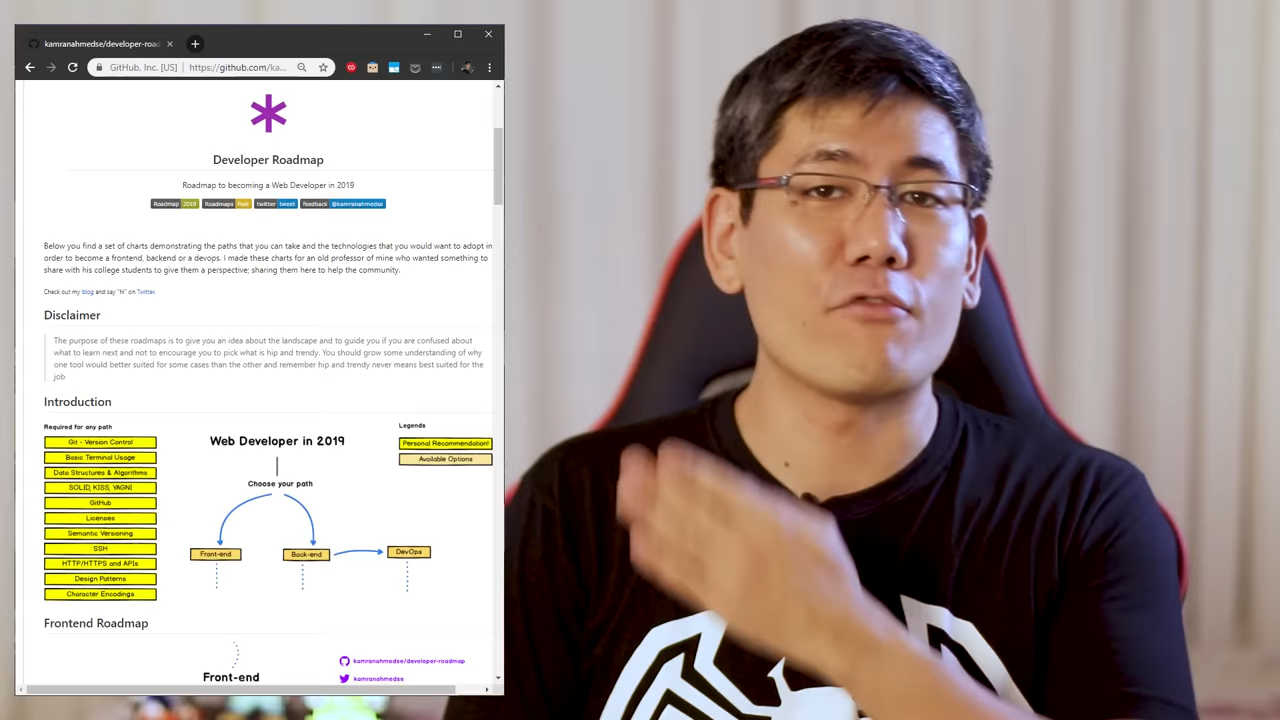 kamranahmedse/developer-road
GitHub, Inc. [US]
https://github.com/ka...
Developer Roadmap
Roadmap to becoming a Web Developer in 2019
Roadmap 2019 Roadmaps Past twitter tweet feedback @kamranahmedse
Below you find a set of charts demonstrating the paths that you can take and the technologies that you would want to adopt in
order to become a frontend, backend or a devops. I made these charts for an old professor of mine who wanted something to
share with his college students to give them a perspective; sharing them here to help the community.
Check out my blog and say "hi" on Twitter.
Disclaimer
The purpose of these roadmaps is to give you an idea about the landscape and to guide you if you are confused about
what to learn next and not to encourage you to pick what is hip and trendy. You should grow some understanding of why
one tool would better suited for some cases than the other and remember hip and trendy never means best suited for the
job
Introduction
Required for any path
Git - Version Control
Basic Terminal Usage
Data Structures & Algorithms
SOLID, KISS, YAGNI
GitHub
Licenses
Semantic Versioning
SSH
HTTP/HTTPS and APIs
Design Patterns
Character Encodings
Web Developer in 2019
Choose your path
Front-end
Back-end
DevOps
Legends
Personal Recommendation!
Available Options
Frontend Roadmap
Front-end
kamranahmedse/developer-roadmap
kamranahmedse